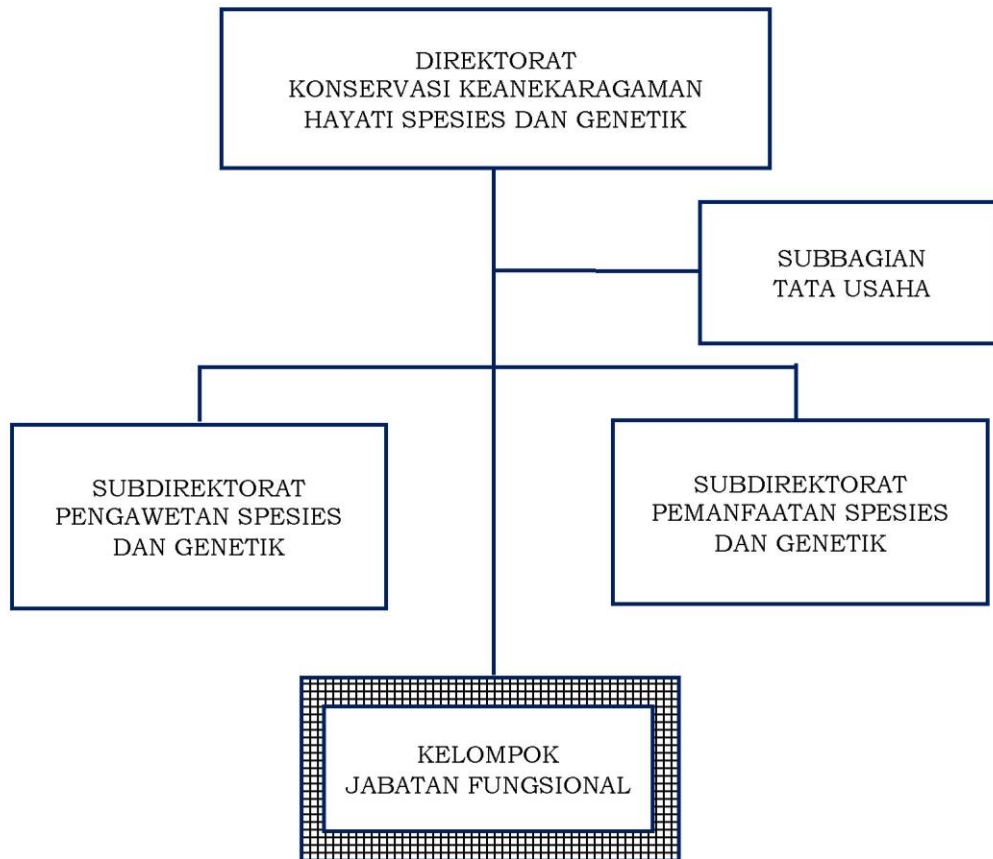 DIREKTORAT
KONSERVASI KEANEKARAGAMAN
HAYATI SPESIES DAN GENETIK
SUBBAGIAN
TATA USAHA
SUBDIREKTORAT
PENGAWETAN SPESIES
DAN GENETIK
SUBDIREKTORAT
PEMANFAATAN SPESIES
DAN GENETIK
KELOMPOK
JABATAN FUNGSIONAL